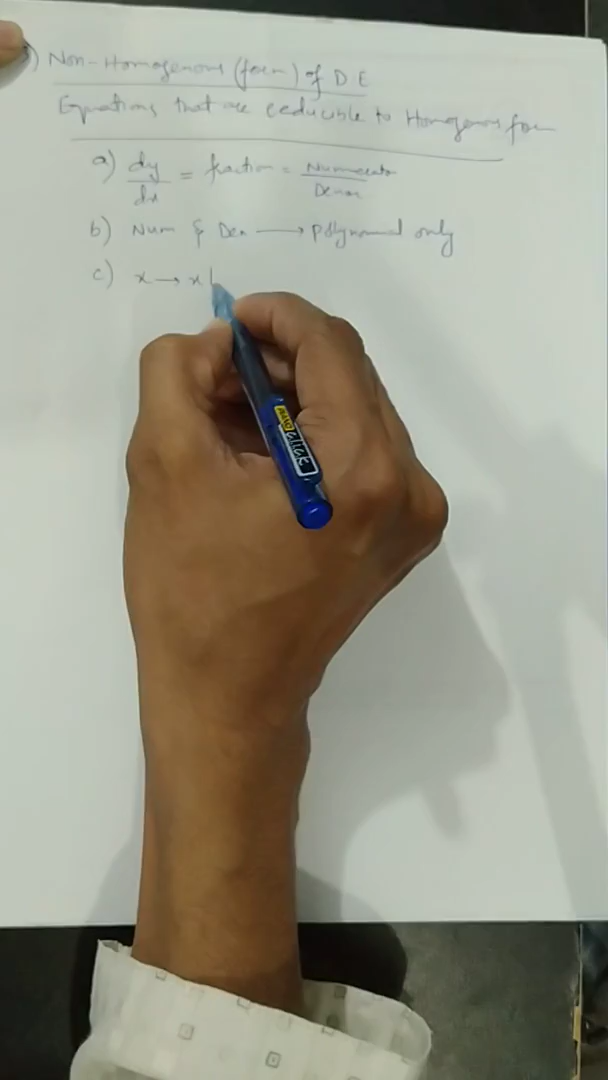 ) Non-Homogenous (form) of D E
Equations that are reducible to Homogenous form
a) dy/dx = fraction = Numerator/Denom
b) Num & Den → Polynomial only
c) x → x
click